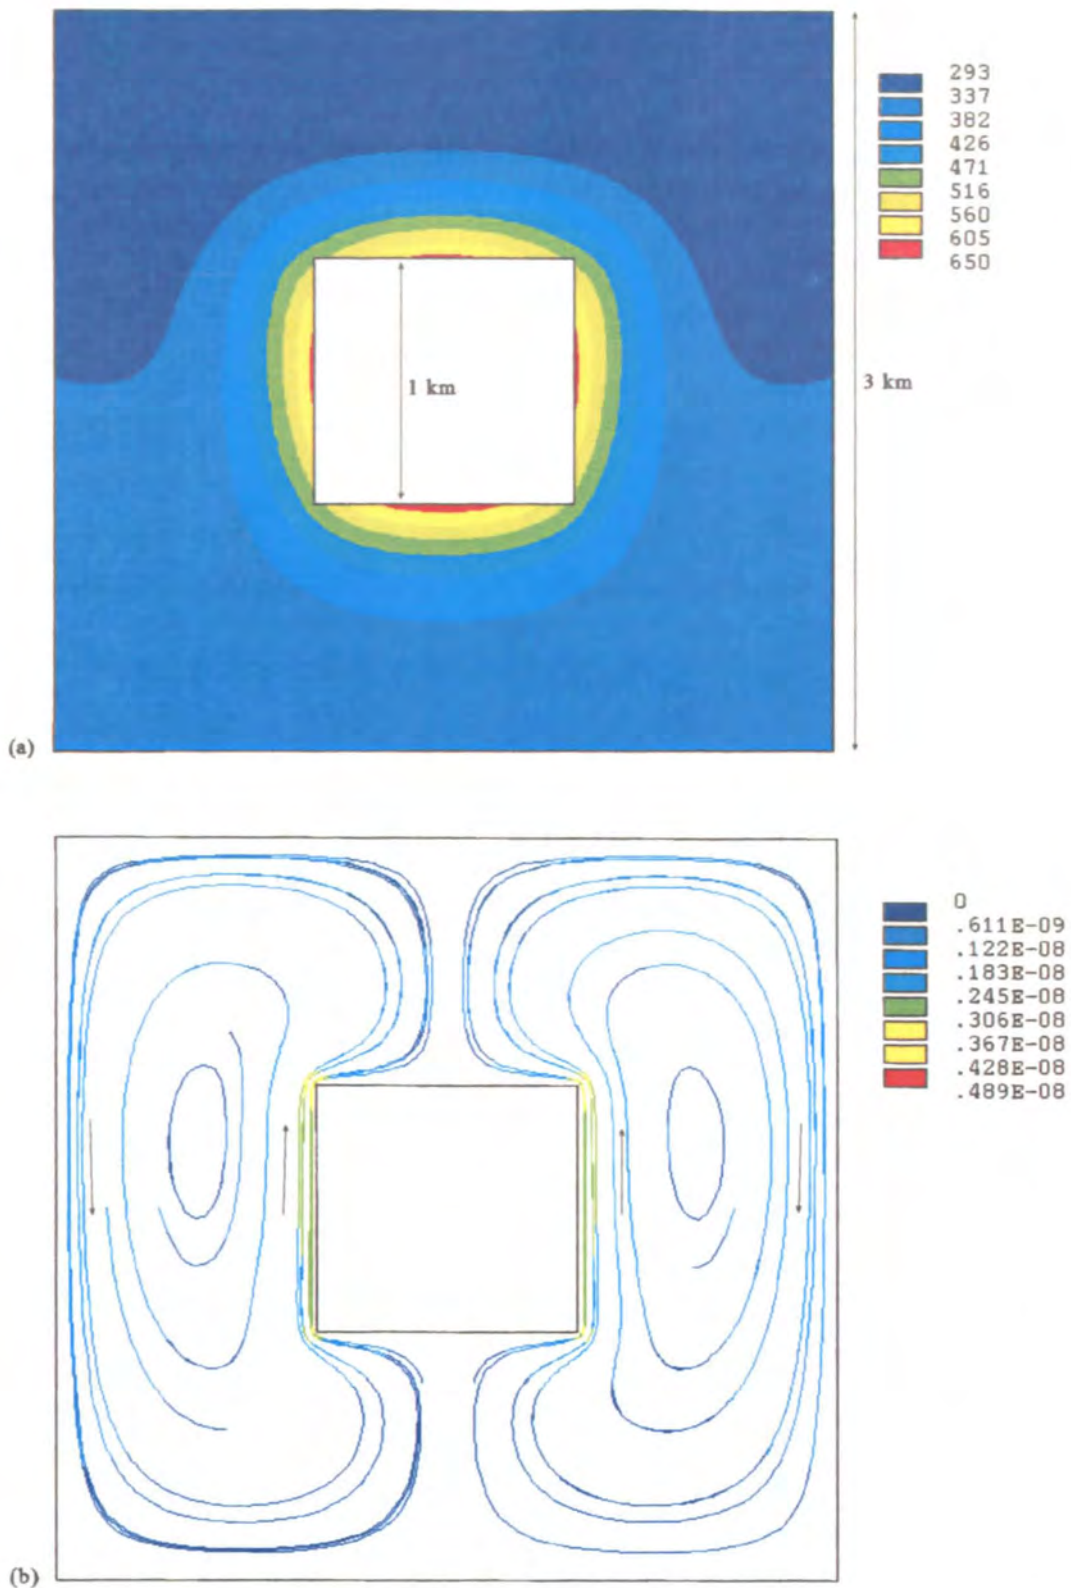 293
337
382
426
471
516
560
605
650
1 km
3 km
(a)
0
.611E-09
.122E-08
.183E-08
.245E-08
.306E-08
.367E-08
.428E-08
.489E-08
(b)